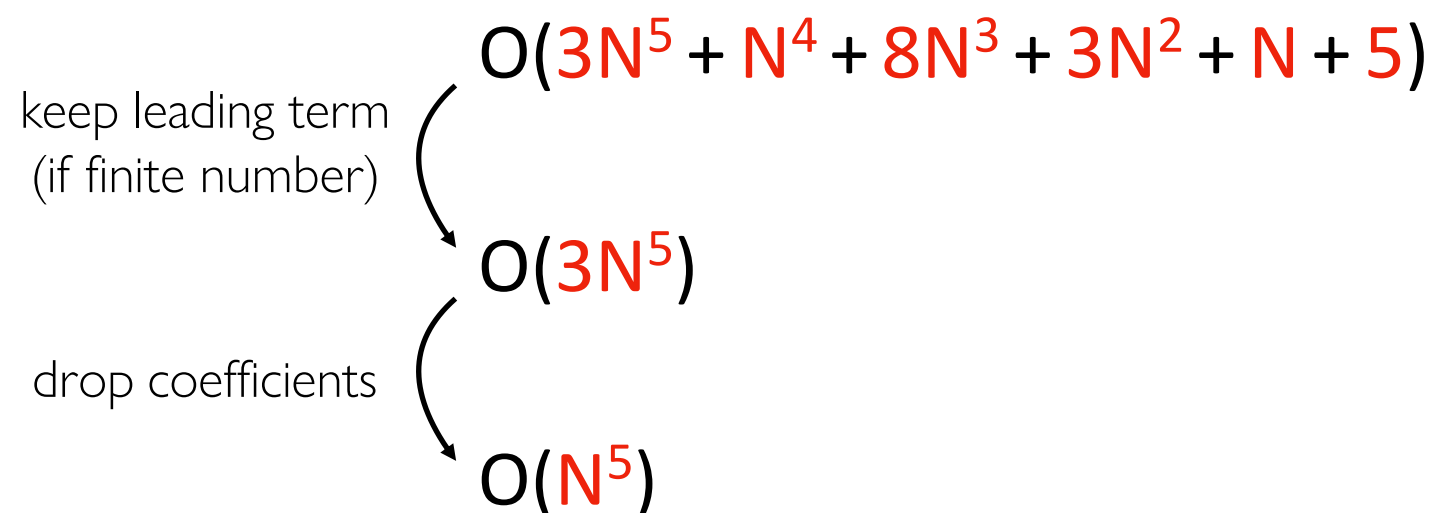 O(3N⁵ + N⁴ + 8N³ + 3N² + N + 5)
keep leading term
(if finite number)
O(3N⁵)
drop coefficients
O(N⁵)